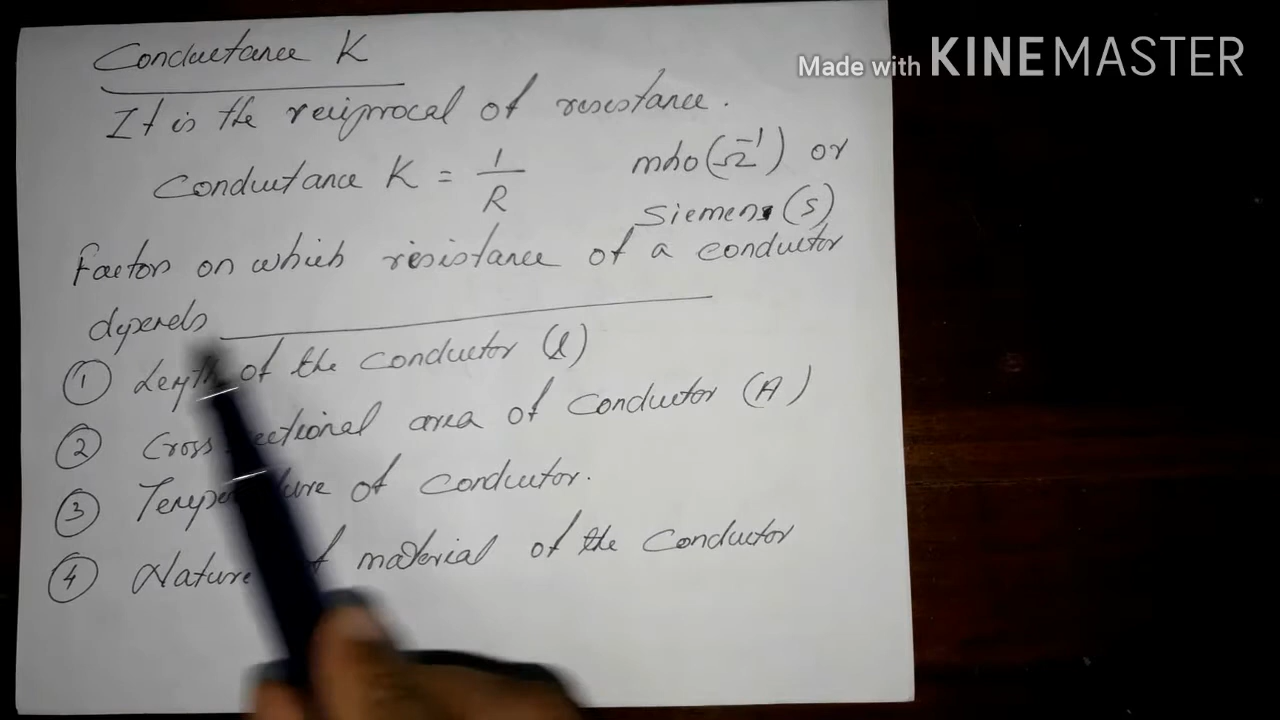 Made with KINEMASTER
Conductance K
It is the reciprocal of resistance.
Conductance K = 1/R mho (Ω⁻¹) or
Siemens (S)
Factors on which resistance of a conductor
depends
① Length of the conductor (l)
② Cross sectional area of conductor (A)
③ Temperature of conductor.
④ Nature of material of the conductor